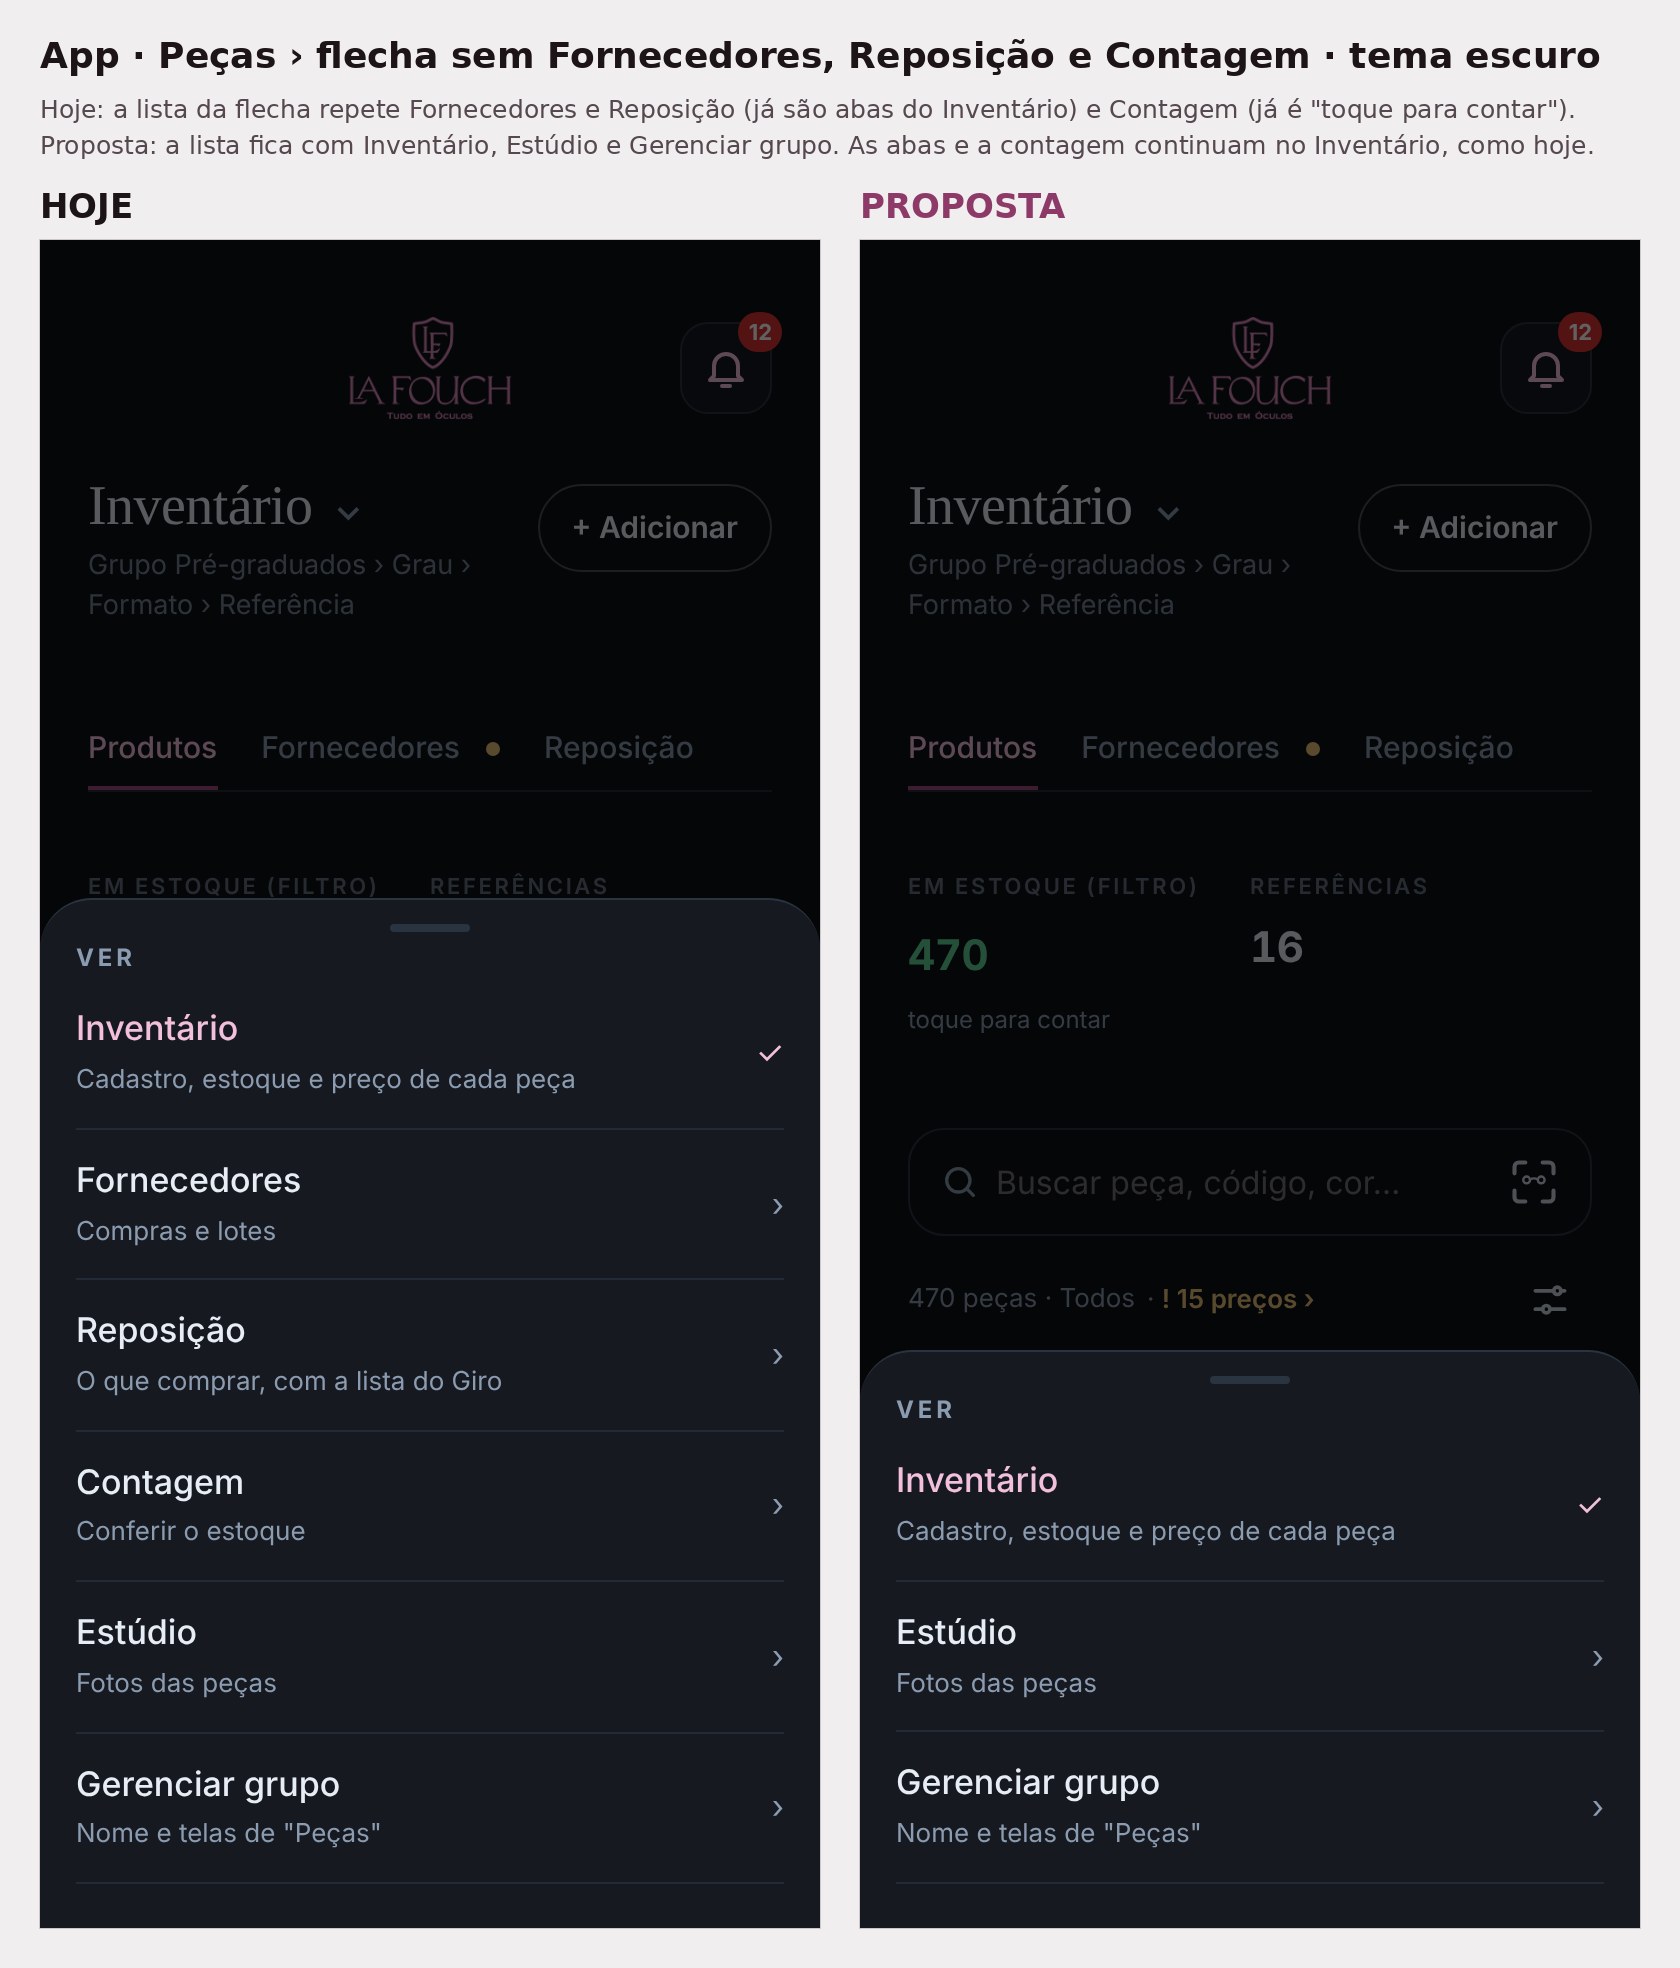 App · Peças › flecha sem Fornecedores, Reposição e Contagem · tema escuro
Hoje: a lista da flecha repete Fornecedores e Reposição (já são abas do Inventário) e Contagem (já é "toque para contar").
Proposta: a lista fica com Inventário, Estúdio e Gerenciar grupo. As abas e a contagem continuam no Inventário, como hoje.
HOJE
LF
LA FOUCH
TUDO EM ÓCULOS
12
Inventário
+ Adicionar
Grupo Pré-graduados › Grau ›
Formato › Referência
Produtos Fornecedores Reposição
EM ESTOQUE (FILTRO) REFERÊNCIAS
VER
Inventário
Cadastro, estoque e preço de cada peça
Fornecedores
Compras e lotes
Reposição
O que comprar, com a lista do Giro
Contagem
Conferir o estoque
Estúdio
Fotos das peças
Gerenciar grupo
Nome e telas de "Peças"
PROPOSTA
LF
LA FOUCH
TUDO EM ÓCULOS
12
Inventário
+ Adicionar
Grupo Pré-graduados › Grau ›
Formato › Referência
Produtos Fornecedores Reposição
EM ESTOQUE (FILTRO) REFERÊNCIAS
470 16
toque para contar
Buscar peça, código, cor...
470 peças · Todos · ! 15 preços ›
VER
Inventário
Cadastro, estoque e preço de cada peça
Estúdio
Fotos das peças
Gerenciar grupo
Nome e telas de "Peças"